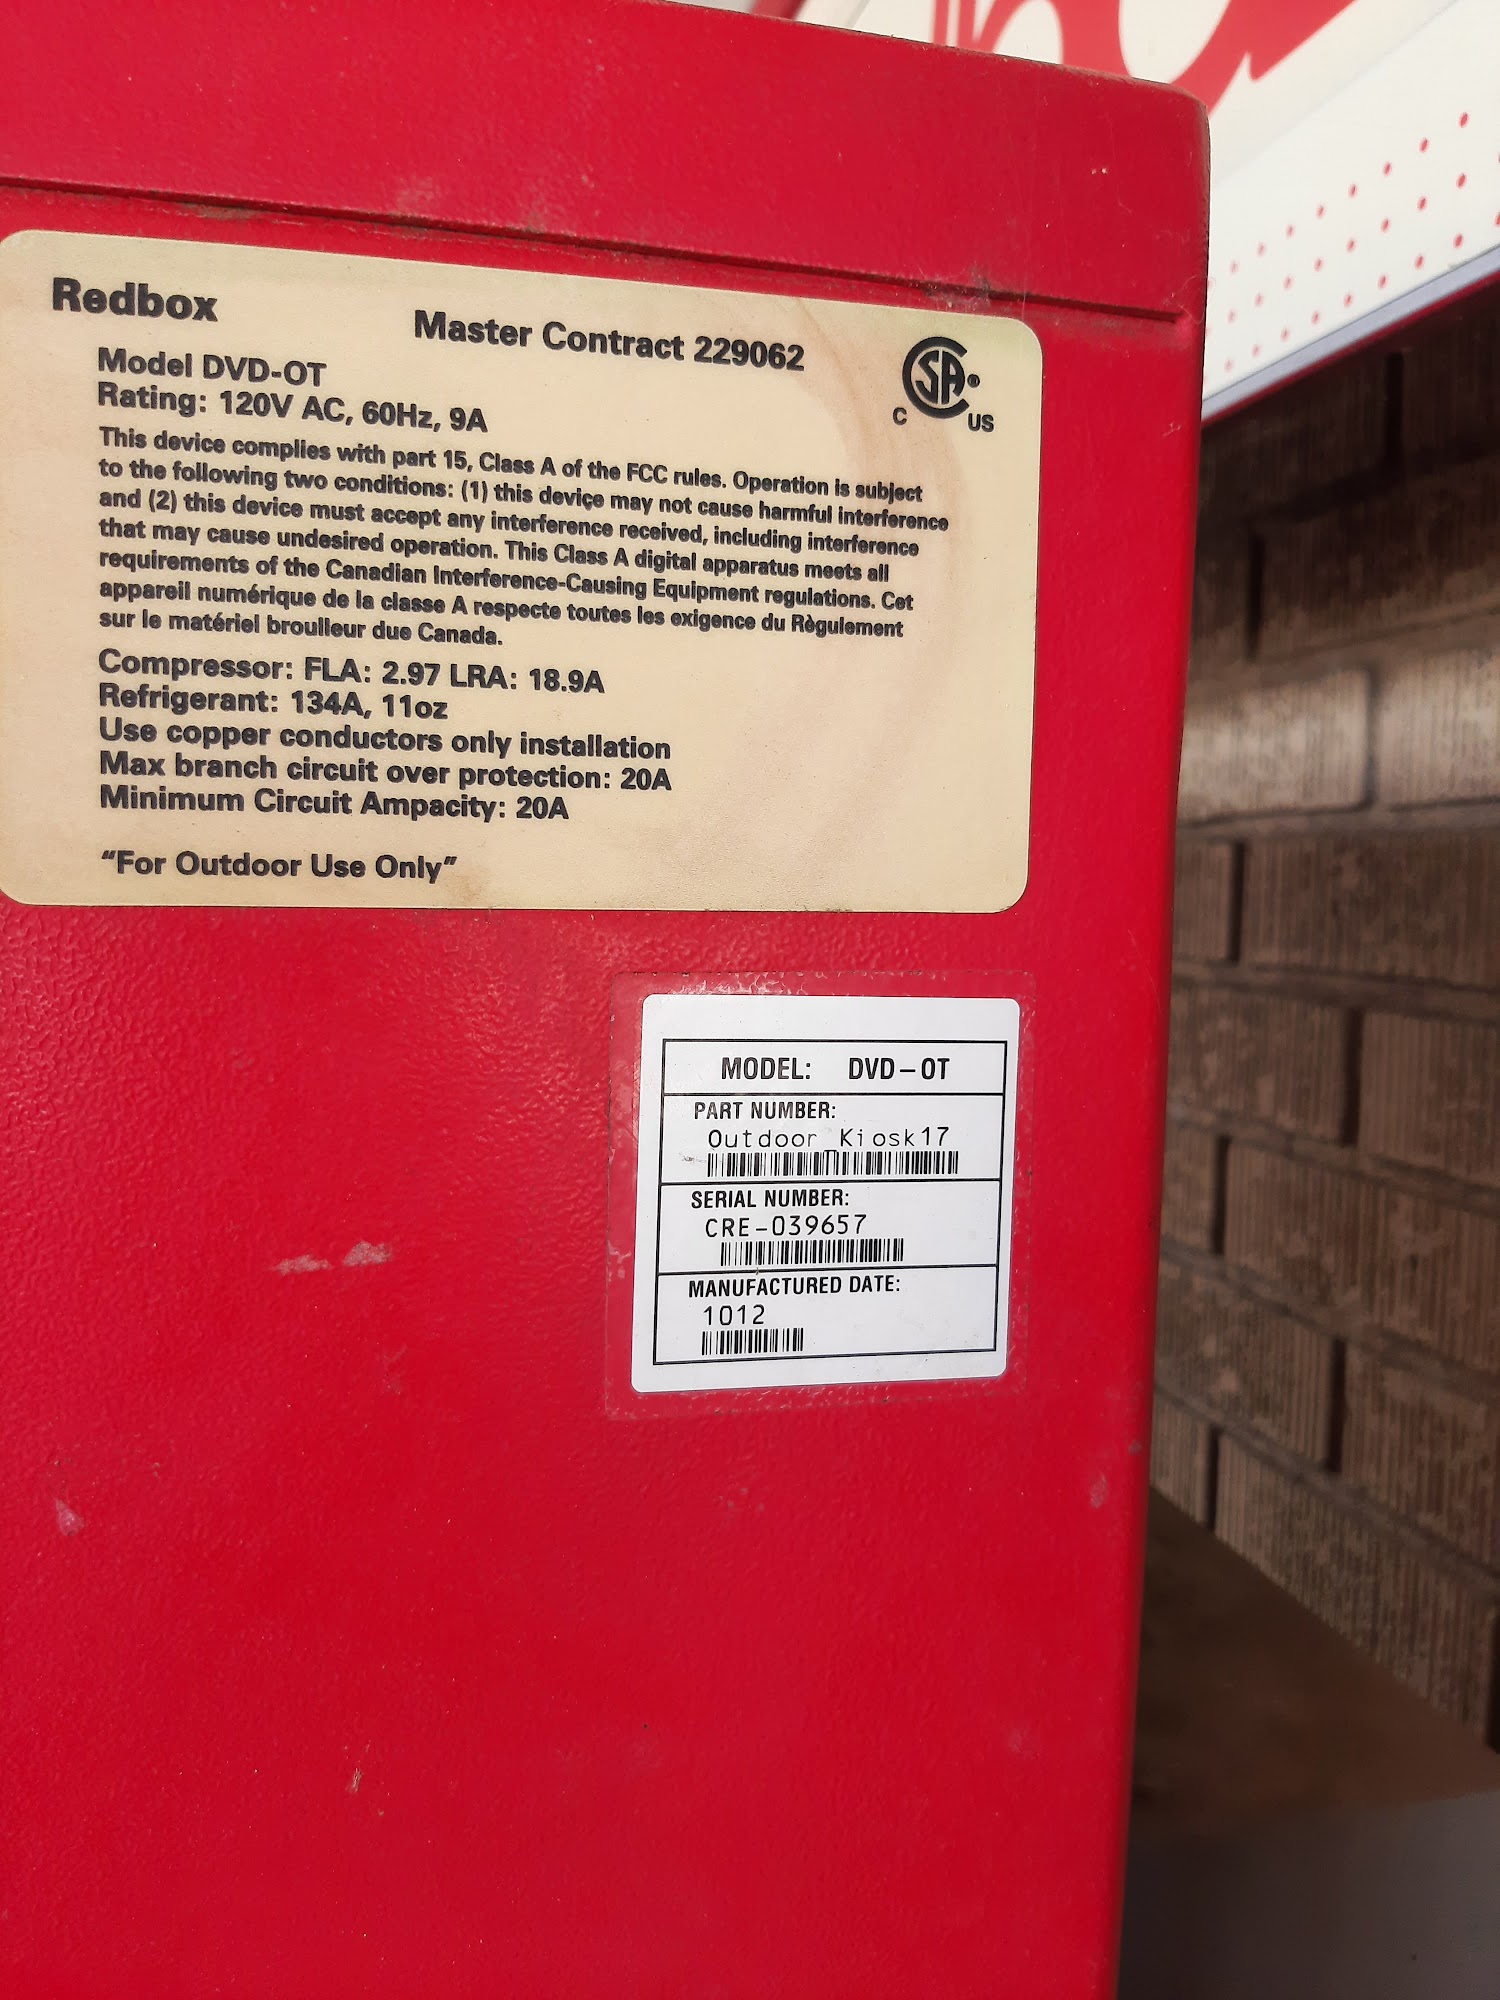 Redbox
Master Contract 229062
Model DVD-OT
Rating: 120V AC, 60Hz, 9A
This device complies with part 15, Class A of the FCC rules. Operation is subject
to the following two conditions: (1) this device may not cause harmful interference
and (2) this device must accept any interference received, including interference
that may cause undesired operation. This Class A digital apparatus meets all
requirements of the Canadian Interference-Causing Equipment regulations. Cet
appareil numérique de la classe A respecte toutes les exigence du Règulement
sur le matériel broulleur due Canada.
Compressor: FLA: 2.97 LRA: 18.9A
Refrigerant: 134A, 11oz
Use copper conductors only installation
Max branch circuit over protection: 20A
Minimum Circuit Ampacity: 20A
"For Outdoor Use Only"
CSA®
C US
MODEL: DVD-OT
PART NUMBER:
Outdoor_Kiosk17
SERIAL NUMBER:
CRE-039657
MANUFACTURED DATE:
1012